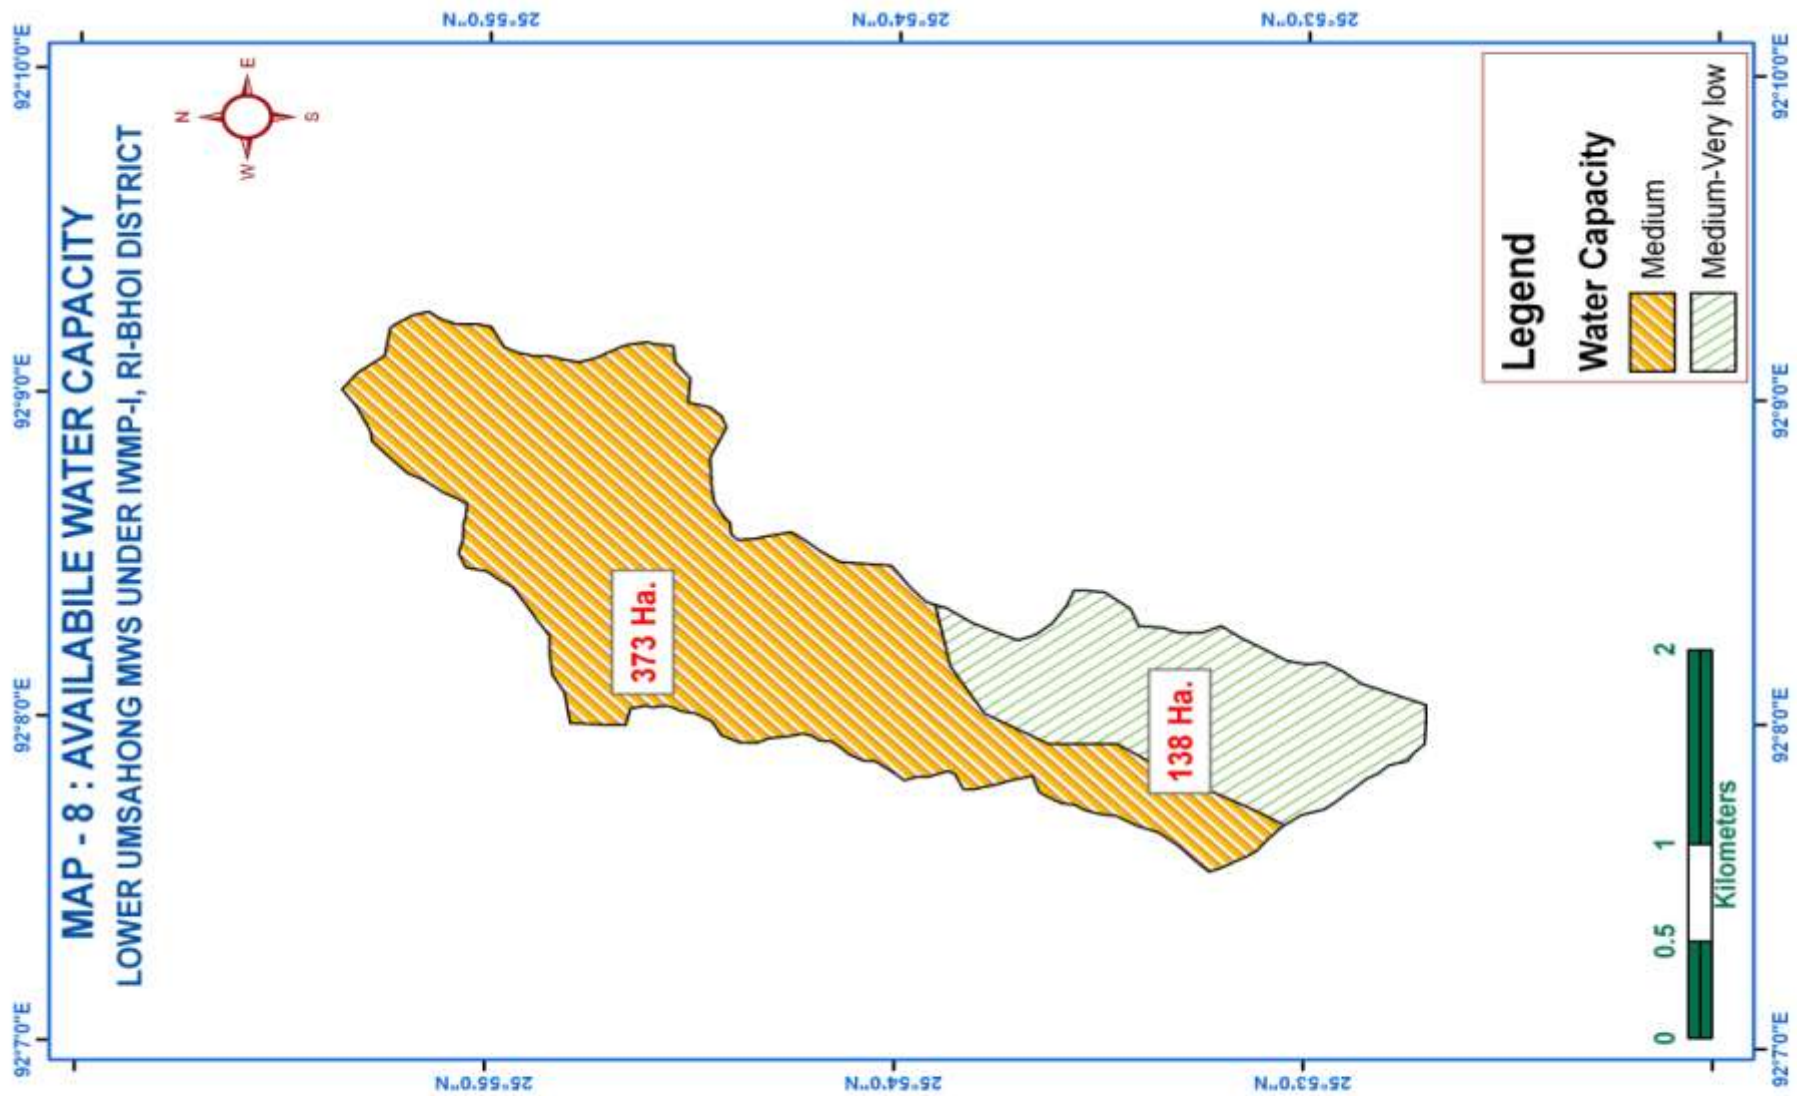 92°7'0"E 92°8'0"E 92°9'0"E 92°10'0"E
MAP - 8 : AVAILABILE WATER CAPACITY
LOWER UMSAHONG MWS UNDER IWMP-I, RI-BHOI DISTRICT
N
W E
S
25°55'0"N 25°55'0"N
373 Ha.
25°54'0"N 25°54'0"N
138 Ha.
25°53'0"N 25°53'0"N
Legend
Water Capacity
Medium
Medium-Very low
0 0.5 1 2
Kilometers
92°7'0"E 92°8'0"E 92°9'0"E 92°10'0"E